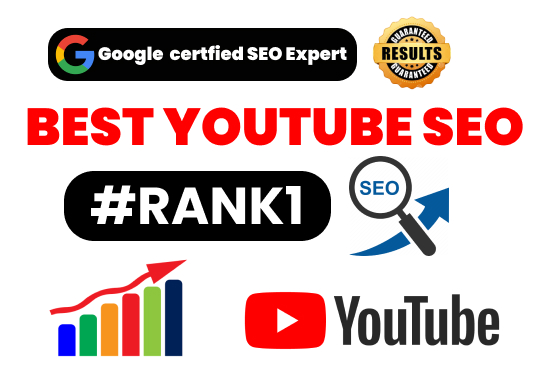 Google certfied SEO Expert
GUARANTEED
RESULTS
GUARANTEED
BEST YOUTUBE SEO
#RANK1
SEO
YouTube